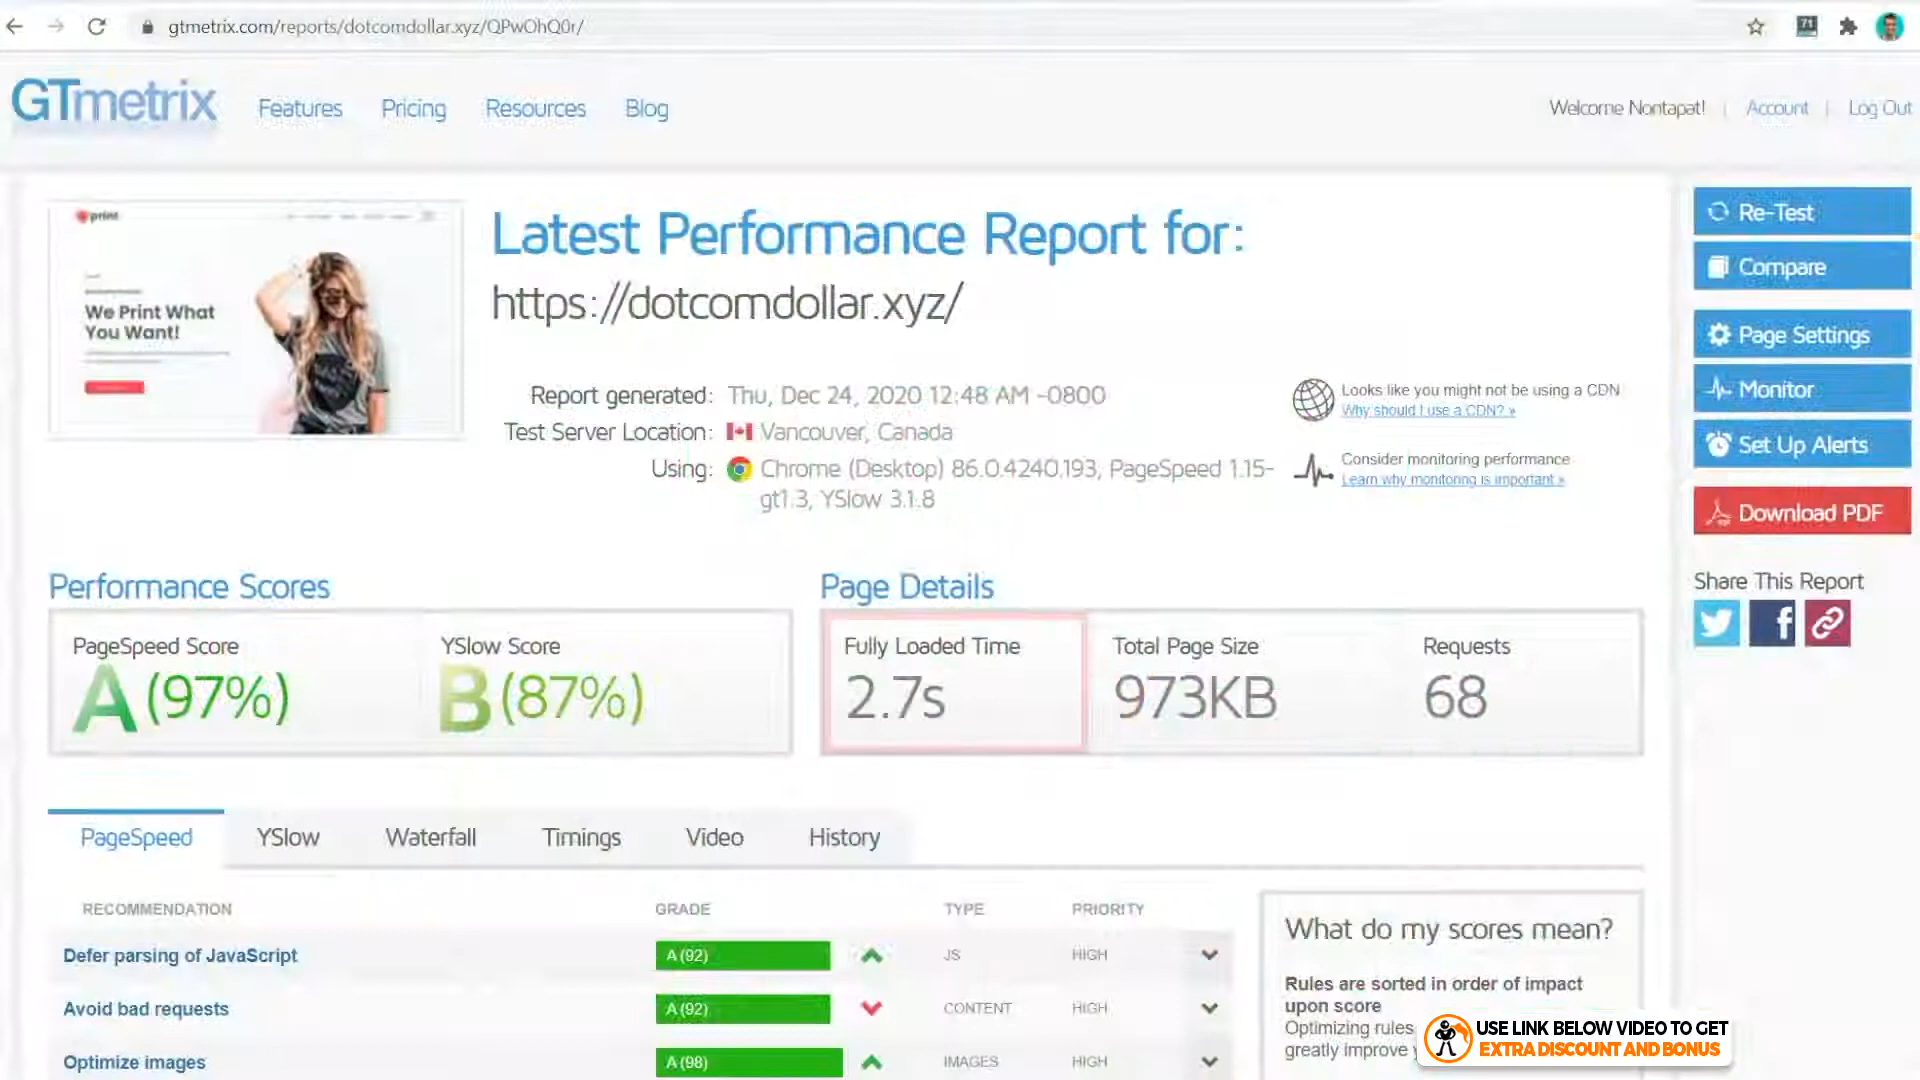 gtmetrix.com/reports/dotcomdollar.xyz/QPwOhQ0r/
71
GTmetrix
Features
Pricing
Resources
Blog
Welcome Nontapat!
|
Account
|
Log Out
print
We Print What
You Want!
Latest Performance Report for:
https://dotcomdollar.xyz/
Report generated: Thu, Dec 24, 2020 12:48 AM -0800
Test Server Location: Vancouver, Canada
Using: Chrome (Desktop) 86.0.4240.193, PageSpeed 1.15-
gt1.3, YSlow 3.1.8
Looks like you might not be using a CDN
Why should I use a CDN? »
Consider monitoring performance
Learn why monitoring is important »
Re-Test
Compare
Page Settings
Monitor
Set Up Alerts
Download PDF
Share This Report
Performance Scores
PageSpeed Score
A (97%)
YSlow Score
B (87%)
Page Details
Fully Loaded Time
2.7s
Total Page Size
973KB
Requests
68
PageSpeed
YSlow
Waterfall
Timings
Video
History
RECOMMENDATION
GRADE
TYPE
PRIORITY
Defer parsing of JavaScript
A (92)
JS
HIGH
Avoid bad requests
A (92)
CONTENT
HIGH
Optimize images
A (98)
IMAGES
HIGH
What do my scores mean?
Rules are sorted in order of impact
upon score
Optimizing rules
greatly improve
USE LINK BELOW VIDEO TO GET
EXTRA DISCOUNT AND BONUS